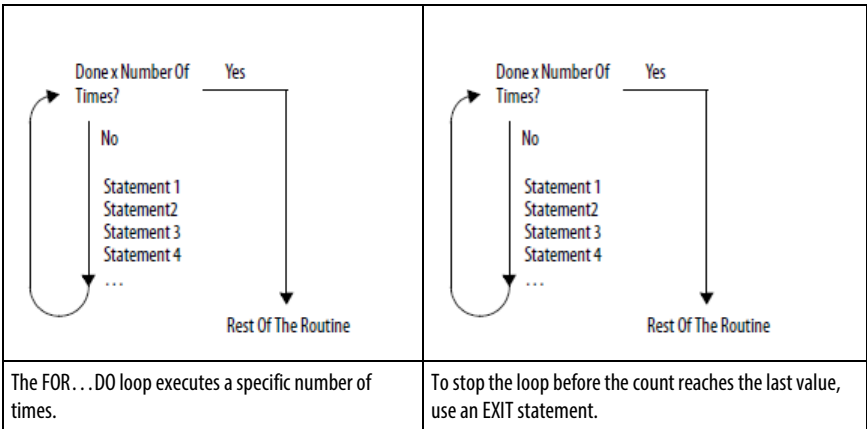 Done x Number Of Yes
Times?
No
Statement 1
Statement2
Statement 3
Statement 4
...
Rest Of The Routine
Done x Number Of Yes
Times?
No
Statement 1
Statement2
Statement 3
Statement 4
...
Rest Of The Routine
The FOR...DO loop executes a specific number of
times.
To stop the loop before the count reaches the last value,
use an EXIT statement.